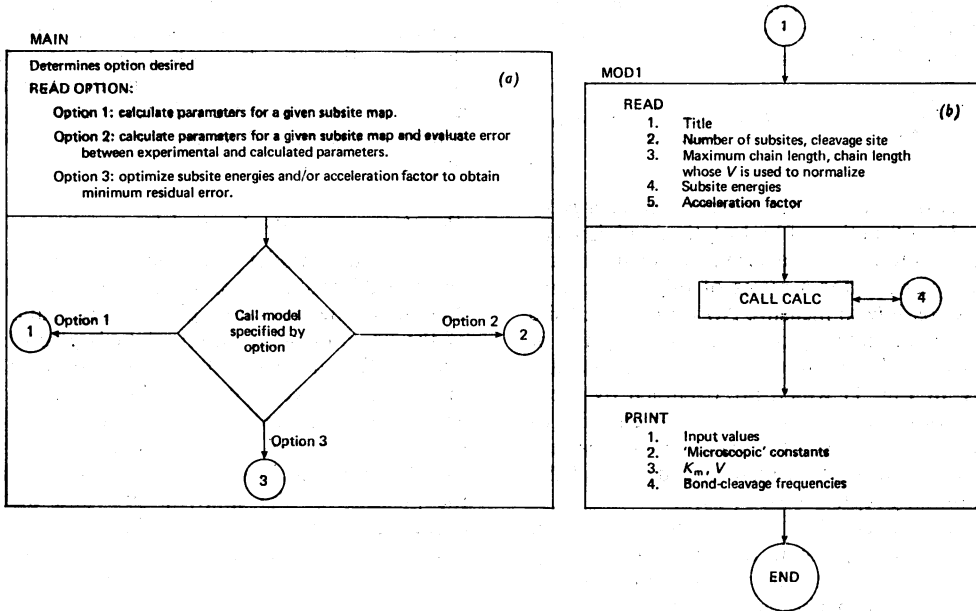 MAIN
Determines option desired
(a)
READ OPTION:
Option 1: calculate parameters for a given subsite map.
Option 2: calculate parameters for a given subsite map and evaluate error
between experimental and calculated parameters.
Option 3: optimize subsite energies and/or acceleration factor to obtain
minimum residual error.
Call model
specified by
option
Option 1
1
Option 2
2
Option 3
3
1
MOD1
(b)
READ
1. Title
2. Number of subsites, cleavage site
3. Maximum chain length, chain length
whose V is used to normalize
4. Subsite energies
5. Acceleration factor
CALL CALC
4
PRINT
1. Input values
2. 'Microscopic' constants
3. Km, V
4. Bond-cleavage frequencies
END